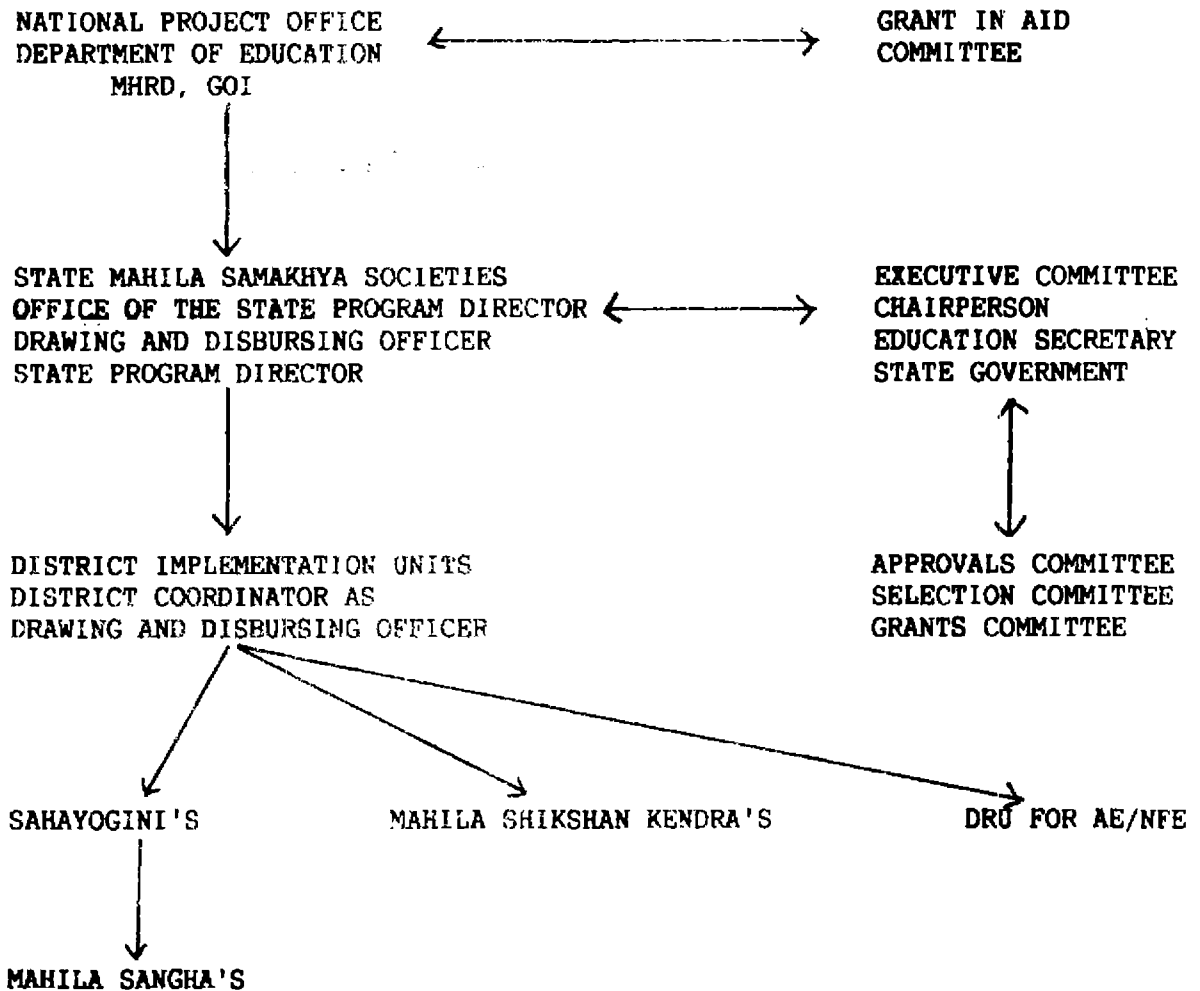 NATIONAL PROJECT OFFICE
DEPARTMENT OF EDUCATION
MHRD, GOI
GRANT IN AID
COMMITTEE
STATE MAHILA SAMAKHYA SOCIETIES
OFFICE OF THE STATE PROGRAM DIRECTOR
DRAWING AND DISBURSING OFFICER
STATE PROGRAM DIRECTOR
EXECUTIVE COMMITTEE
CHAIRPERSON
EDUCATION SECRETARY
STATE GOVERNMENT
DISTRICT IMPLEMENTATION UNITS
DISTRICT COORDINATOR AS
DRAWING AND DISBURSING OFFICER
APPROVALS COMMITTEE
SELECTION COMMITTEE
GRANTS COMMITTEE
SAHAYOGINI'S
MAHILA SHIKSHAN KENDRA'S
DRU FOR AE/NFE
MAHILA SANGHA'S